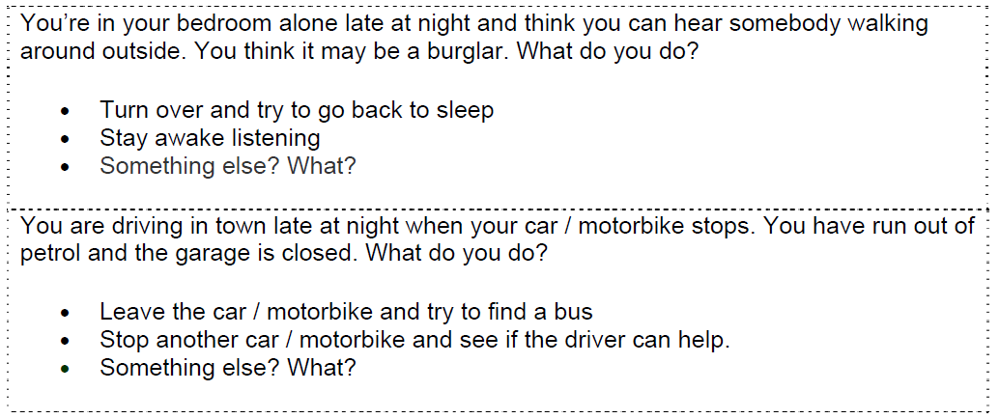 You're in your bedroom alone late at night and think you can hear somebody walking
around outside. You think it may be a burglar. What do you do?
• Turn over and try to go back to sleep
• Stay awake listening
• Something else? What?
You are driving in town late at night when your car / motorbike stops. You have run out of
petrol and the garage is closed. What do you do?
• Leave the car / motorbike and try to find a bus
• Stop another car / motorbike and see if the driver can help.
• Something else? What?